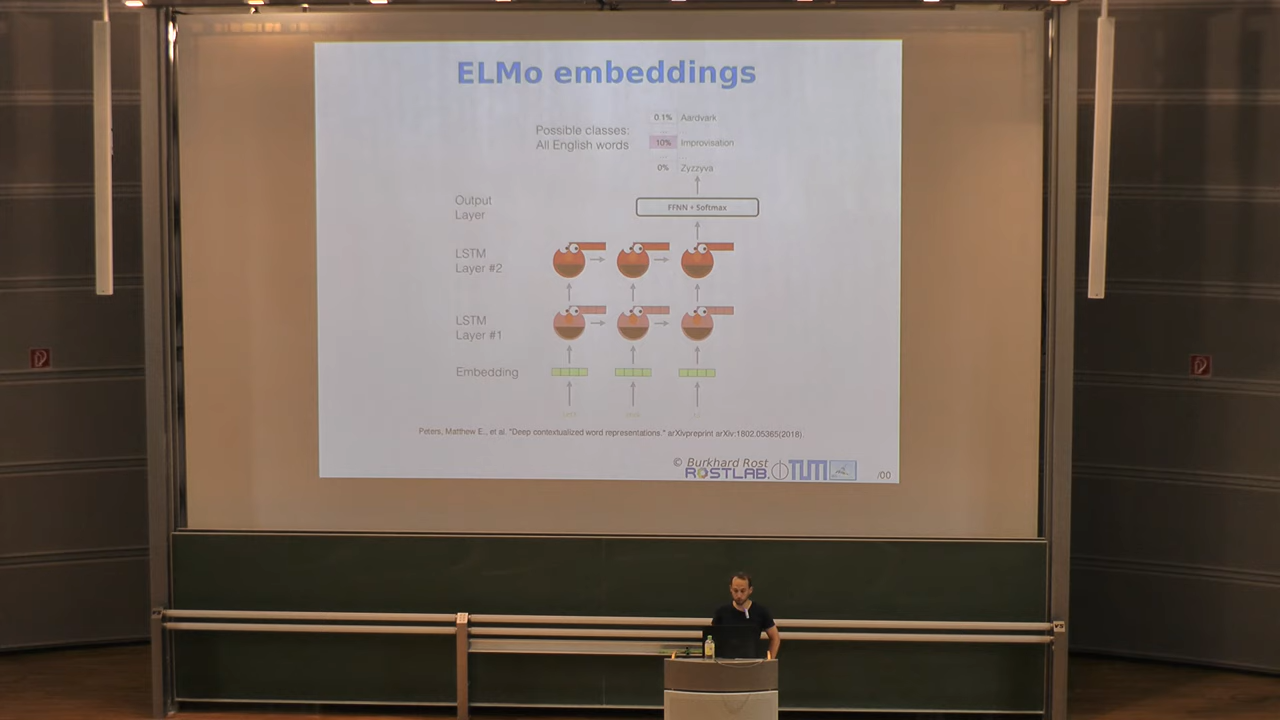 ELMo embeddings
Possible classes:
All English words
0.1% Aardvark
10% Improvisation
0% Zyzzyva
Output
Layer
FFNN + Softmax
LSTM
Layer #2
LSTM
Layer #1
Embedding
Peters, Matthew E., et al. "Deep contextualized word representations." arXivpreprint arXiv:1802.05365(2018).
© Burkhard Rost
ROSTLAB.
TUM
/00